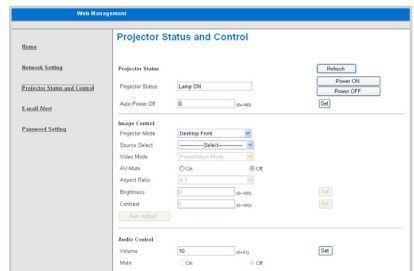 Web Management
Projector Status and Control
Home
Network Setting
Projector Status and Control
E-mail Alert
Password Setting
Projector Status
Refresh
Projector Status Lamp ON Power ON
Power OFF
Auto Power Off 0 (0~180) Set
Image Control
Projector Mode Desktop Front
Source Select ----------Select----------
Video Mode Presentation Mode
AV-Mute On Off
Aspect Ratio 4:3
Brightness 0 (0~100) Set
Contrast 0 (0~100) Set
Auto Adjust
Audio Control
Volume 10 Set
Mute On Off